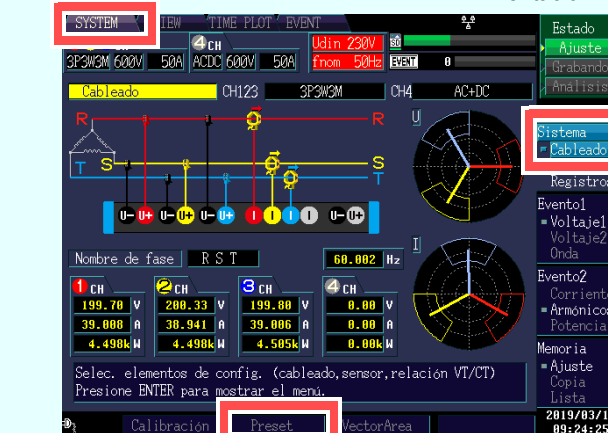 SYSTEM IEW TIME PLOT EVENT
4 CH Udin 230V SD
3P3W3M 600V 50A ACDC 600V 50A fnom 50Hz EVENT 0
Cableado CH123 3P3W3M CH4 AC+DC
R R
T S S
T
U- U+ U- U+ U- U+ I I I I U- U+
Nombre de fase R S T 60.002 Hz
1 CH 2 CH 3 CH 4 CH
199.70 V 200.33 V 199.80 V 0.00 V
39.008 A 38.941 A 39.006 A 0.00 A
4.498k W 4.498k W 4.505k W 0.00k W
Selec. elementos de config. (cableado,sensor,relación VT/CT)
Presione ENTER para mostrar el menú.
Calibración Preset VectorArea
U
I
Estado
Ajuste
Grabando
Análisis
Sistema
Cableado
Registros
Evento1
Voltaje1
Voltaje2
Onda
Evento2
Corriente
Armónicos
Potencia
Memoria
Ajuste
Copia
Lista
2019/03/1
09:24:25